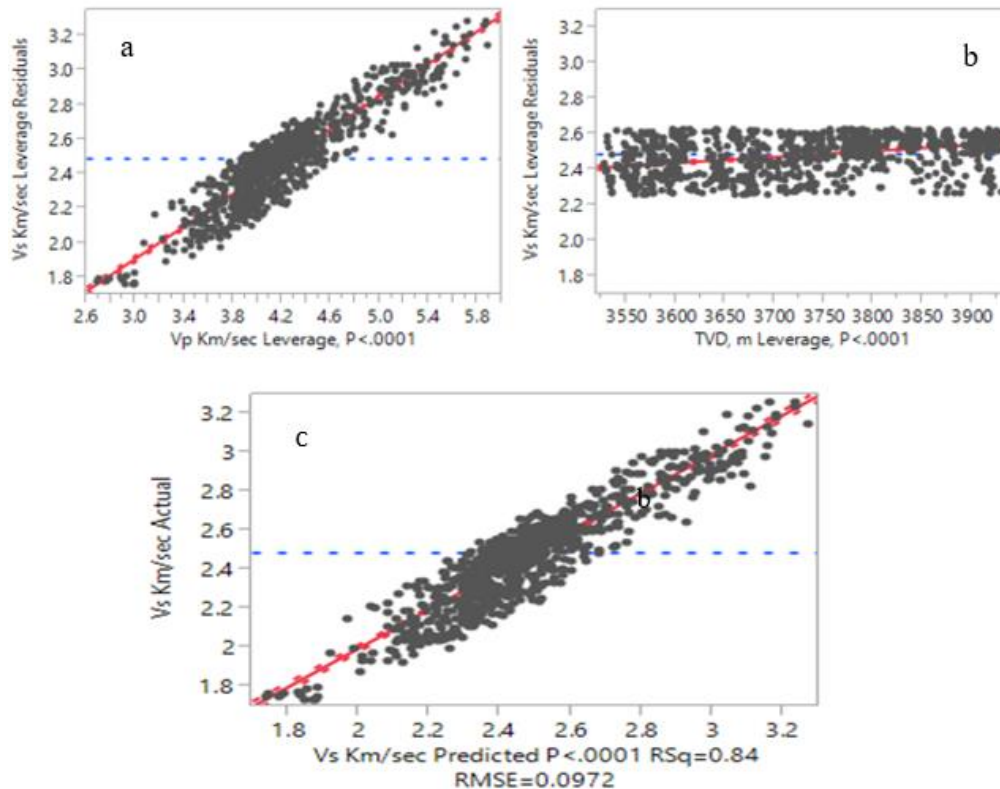 a
Vs Km/sec Leverage Residuals
3.2
3.0
2.8
2.6
2.4
2.2
2.0
1.8
2.6 3.0 3.4 3.8 4.2 4.6 5.0 5.4 5.8
Vp Km/sec Leverage, P<.0001
b
Vs Km/sec Leverage Residuals
3.2
3.0
2.8
2.6
2.4
2.2
2.0
1.8
3550 3600 3650 3700 3750 3800 3850 3900
TVD, m Leverage, P<.0001
c
b
Vs Km/sec Actual
3.2
3
2.8
2.6
2.4
2.2
2
1.8
1.8 2 2.2 2.4 2.6 2.8 3 3.2
Vs Km/sec Predicted P<.0001 RSq=0.84
RMSE=0.0972